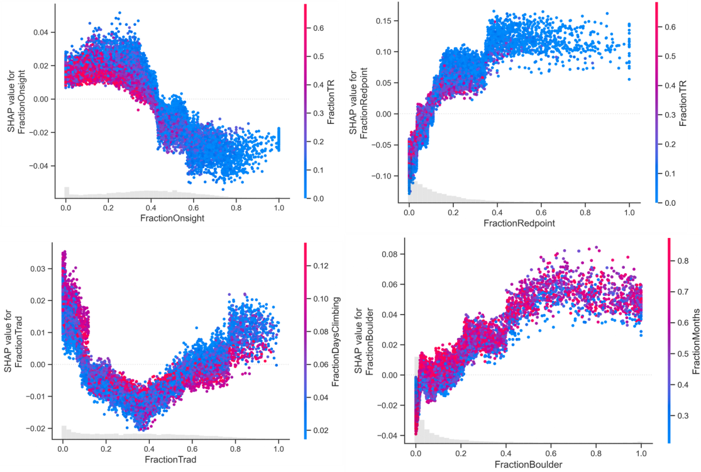 0.04
0.02
0.00
−0.02
−0.04
SHAP value for
FractionOnsight
0.0 0.2 0.4 0.6 0.8 1.0
FractionOnsight
0.6
0.5
0.4
0.3
0.2
0.1
0.0
FractionTR
0.15
0.10
0.05
0.00
−0.05
−0.10
SHAP value for
FractionRedpoint
0.0 0.2 0.4 0.6 0.8 1.0
FractionRedpoint
0.6
0.5
0.4
0.3
0.2
0.1
0.0
FractionTR
0.03
0.02
0.01
0.00
−0.01
−0.02
SHAP value for
FractionTrad
0.0 0.2 0.4 0.6 0.8 1.0
FractionTrad
0.12
0.10
0.08
0.06
0.04
0.02
FractionDaysClimbing
0.08
0.06
0.04
0.02
0.00
−0.02
−0.04
SHAP value for
FractionBoulder
0.0 0.2 0.4 0.6 0.8 1.0
FractionBoulder
0.8
0.7
0.6
0.5
0.4
0.3
FractionMonths